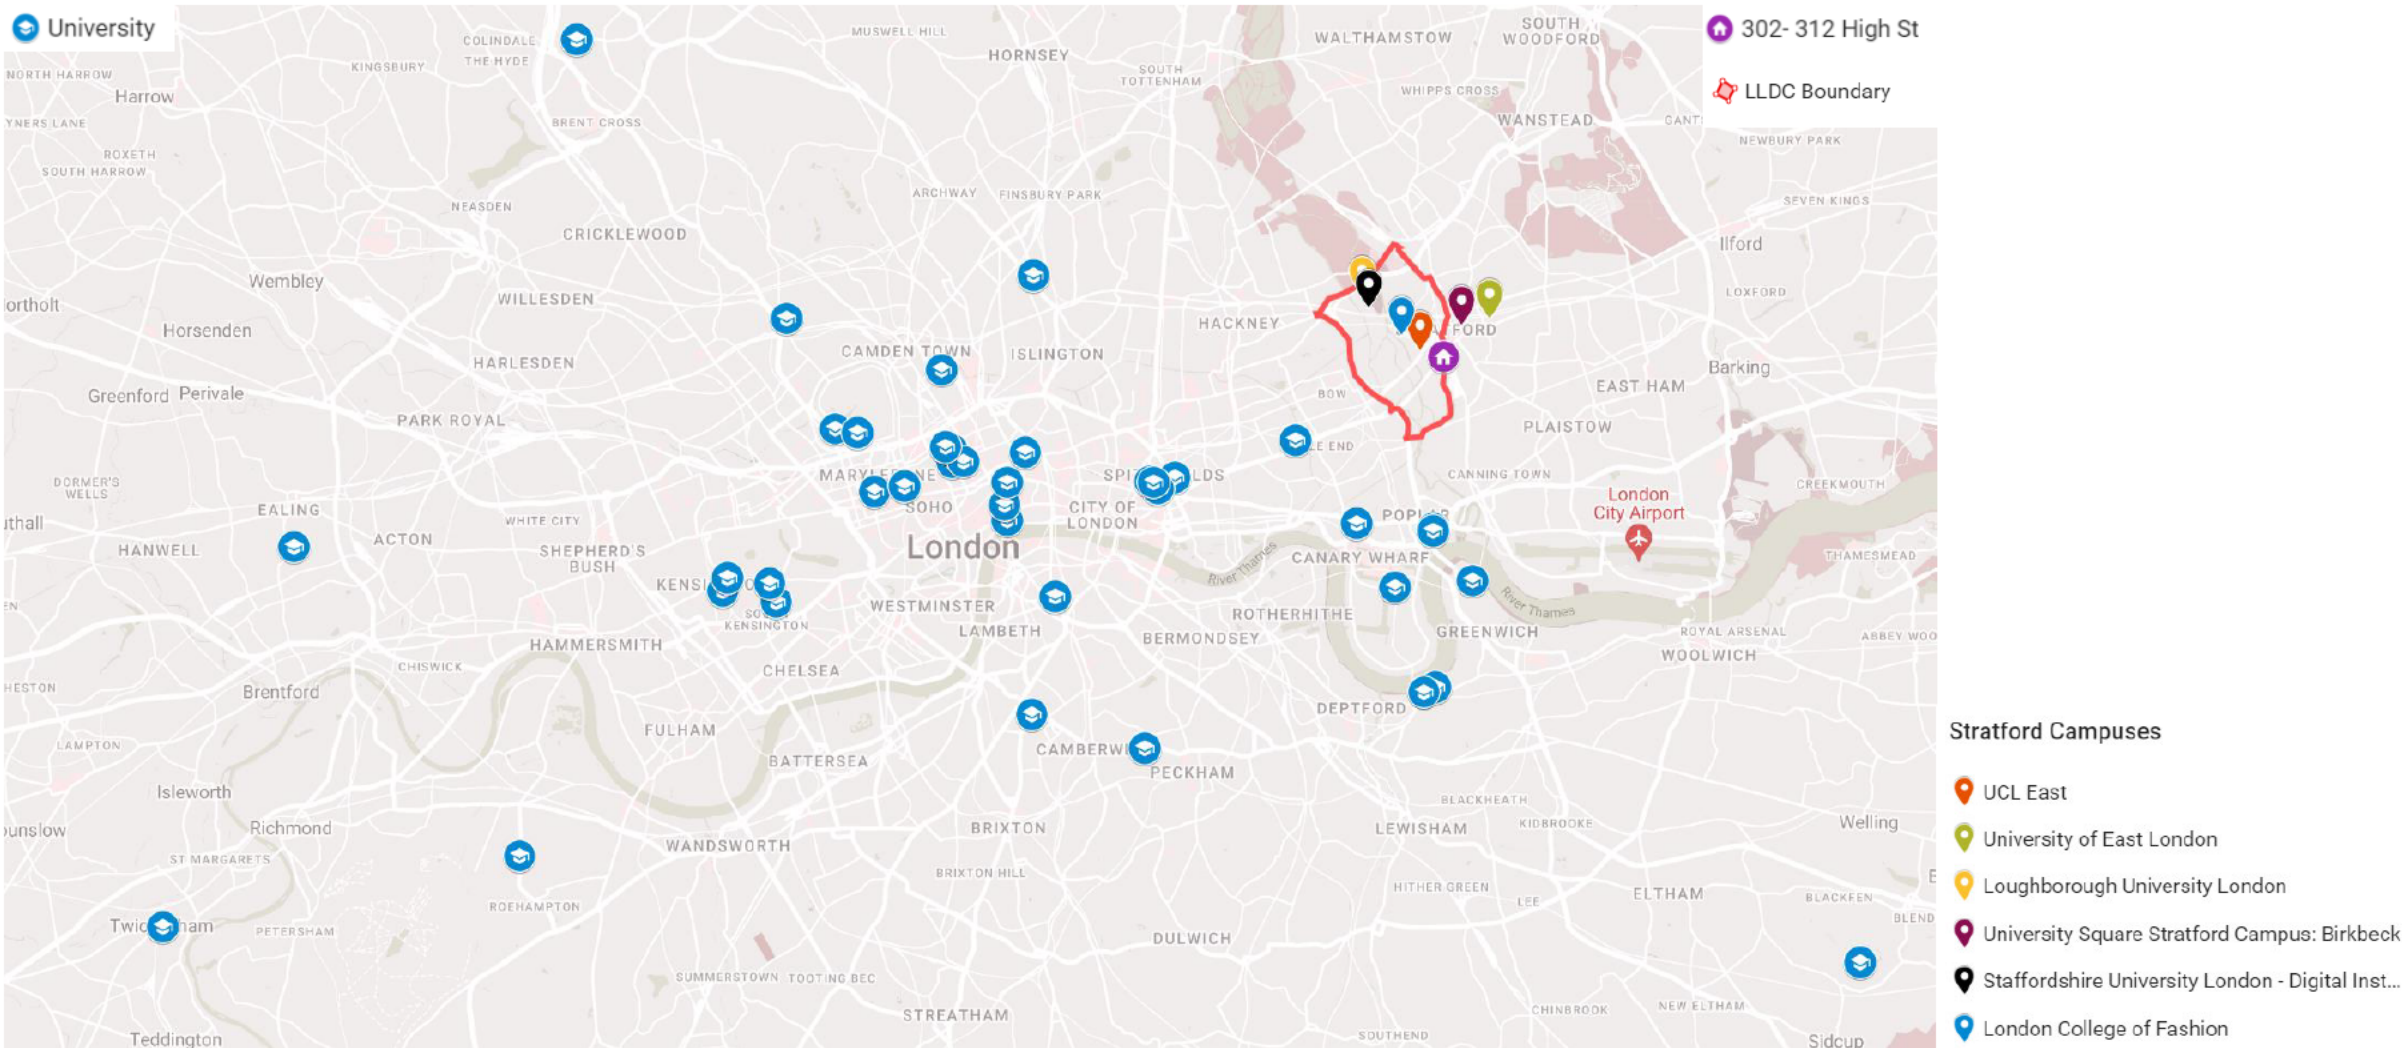 University
302- 312 High St
LLDC Boundary
COLINDALE
THE HYDE
MUSWELL HILL
HORNSEY
WALTHAMSTOW
SOUTH
WOODFORD
NORTH HARROW
KINGSBURY
SOUTH
TOTTENHAM
Harrow
WHIPPS CROSS
WANSTEAD
BRENT CROSS
NEWBURY PARK
ROXETH
SOUTH HARROW
ARCHWAY
FINSBURY PARK
NEASDEN
SEVEN KINGS
CRICKLEWOOD
Ilford
Wembley
WILLESDEN
LOXFORD
Horsenden
HACKNEY
FORD
CAMDEN TOWN
ISLINGTON
HARLESDEN
Barking
Greenford
Perivale
EAST HAM
BOW
PARK ROYAL
PLAISTOW
CANNING TOWN
DORMER'S
WELLS
CREEKMOUTH
London
City Airport
SOHO
CITY OF
LONDON
EALING
WHITE CITY
HANWELL
ACTON
SHEPHERD'S
BUSH
London
CANARY WHARF
River Thames
THAMESMEAD
WESTMINSTER
ROTHERHITHE
River Thames
KENSINGTON
LAMBETH
BERMONDSEY
GREENWICH
ROYAL ARSENAL
ABBEY WOO
HAMMERSMITH
WOOLWICH
CHISWICK
CHELSEA
HESTON
Brentford
DEPTFORD
FULHAM
LAMPTON
CAMBERW
BATTERSEA
PECKHAM
Isleworth
BLACKHEATH
Richmond
BRIXTON
LEWISHAM
KIDBROOKE
Welling
WANDSWORTH
ST MARGARETS
BRIXTON HILL
HITHER GREEN
ELTHAM
BLACKFEN
ROEHAMPTON
LEE
BLEND
PETERSHAM
DULWICH
SUMMERSTOWN
TOOTING BEC
STREATHAM
CHINBROOK
NEW ELTHAM
SOUTHEND
Teddington
Sidcup
Stratford Campuses
UCL East
University of East London
Loughborough University London
University Square Stratford Campus: Birkbeck
Staffordshire University London - Digital Inst...
London College of Fashion